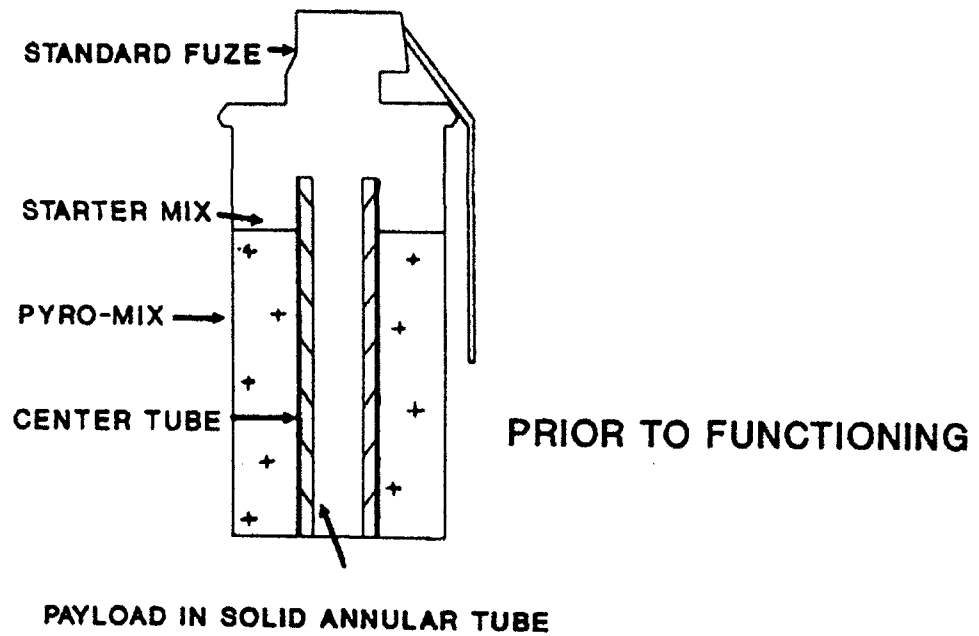 STANDARD FUZE
STARTER MIX
PYRO-MIX
CENTER TUBE
PRIOR TO FUNCTIONING
PAYLOAD IN SOLID ANNULAR TUBE